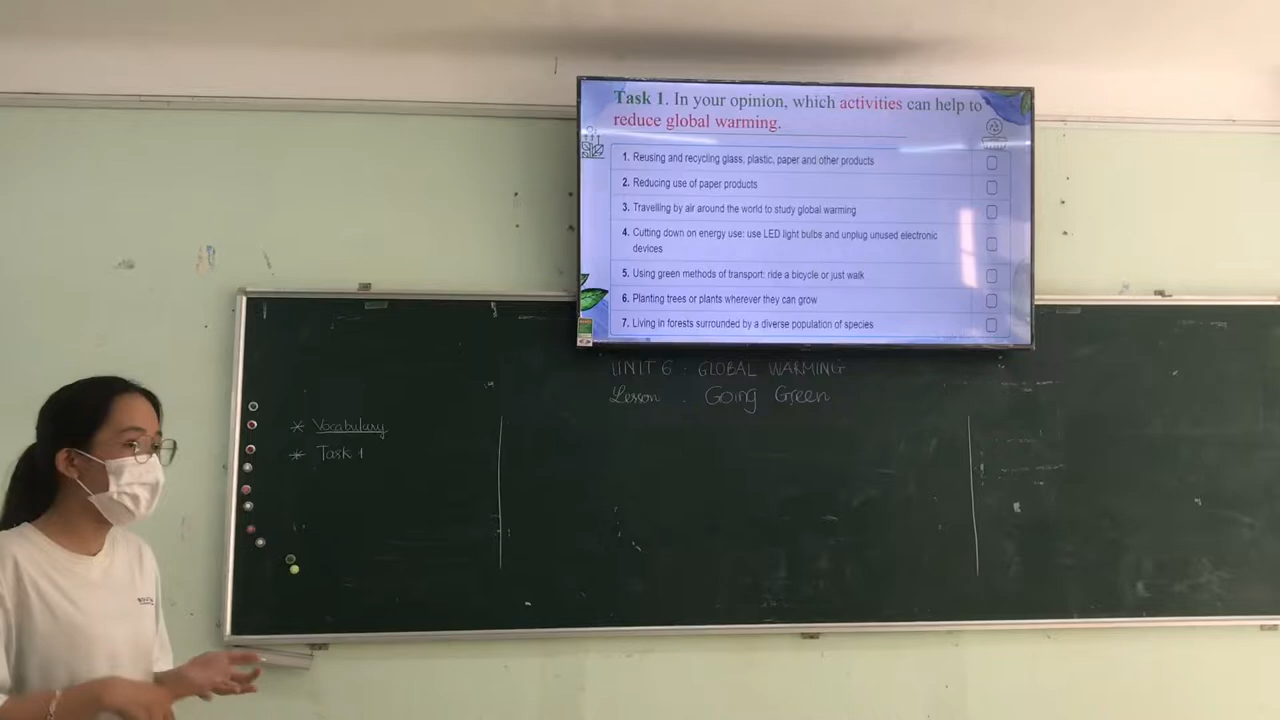 Task 1. In your opinion, which activities can help to
reduce global warming.
1. Reusing and recycling glass, plastic, paper and other products
2. Reducing use of paper products
3. Travelling by air around the world to study global warming
4. Cutting down on energy use: use LED light bulbs and unplug unused electronic
devices
5. Using green methods of transport: ride a bicycle or just walk
6. Planting trees or plants wherever they can grow
7. Living in forests surrounded by a diverse population of species
UNIT 6 : GLOBAL WARMING
Lesson : Going Green
* Vocabulary
* Task 1